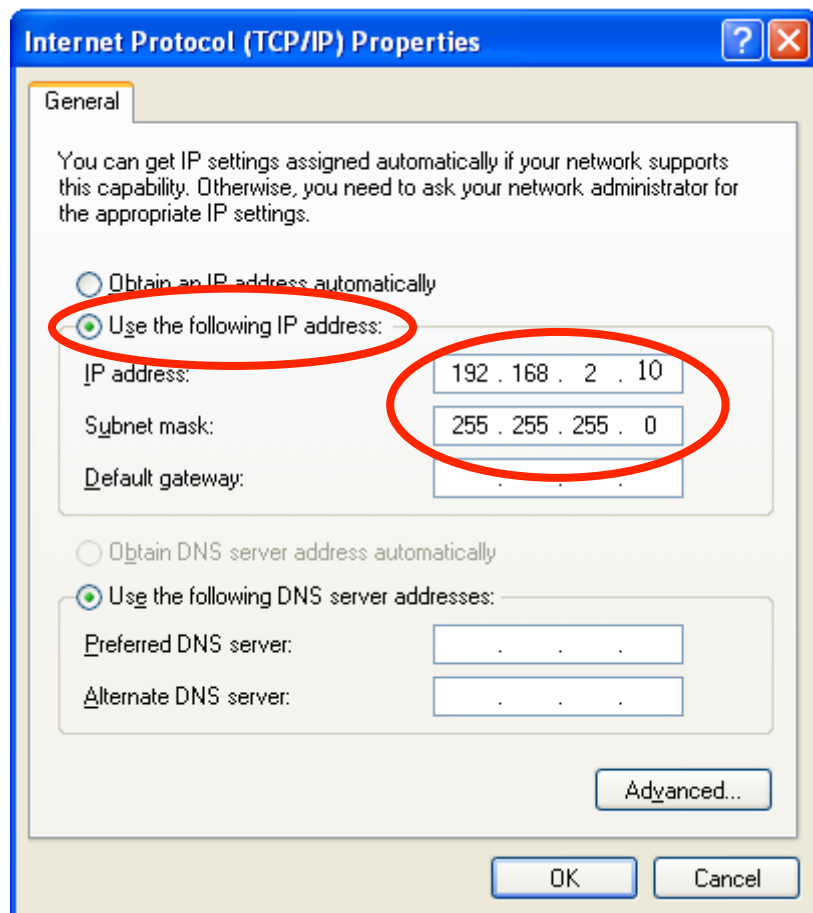 Internet Protocol (TCP/IP) Properties
General
You can get IP settings assigned automatically if your network supports
this capability. Otherwise, you need to ask your network administrator for
the appropriate IP settings.
Obtain an IP address automatically
Use the following IP address:
IP address: 192 . 168 . 2 . 10
Subnet mask: 255 . 255 . 255 . 0
Default gateway: . . .
Obtain DNS server address automatically
Use the following DNS server addresses:
Preferred DNS server: . . .
Alternate DNS server: . . .
Advanced...
OK Cancel